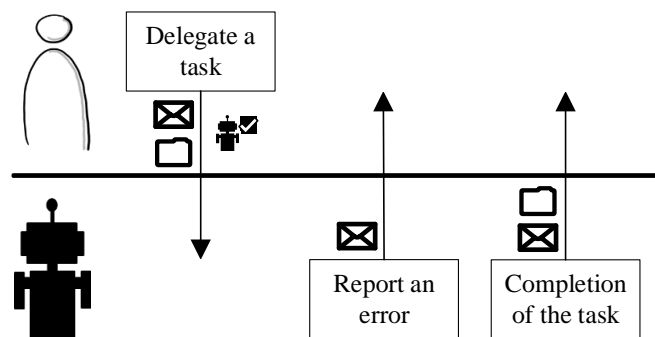 Delegate a
task
Report an
error
Completion
of the task